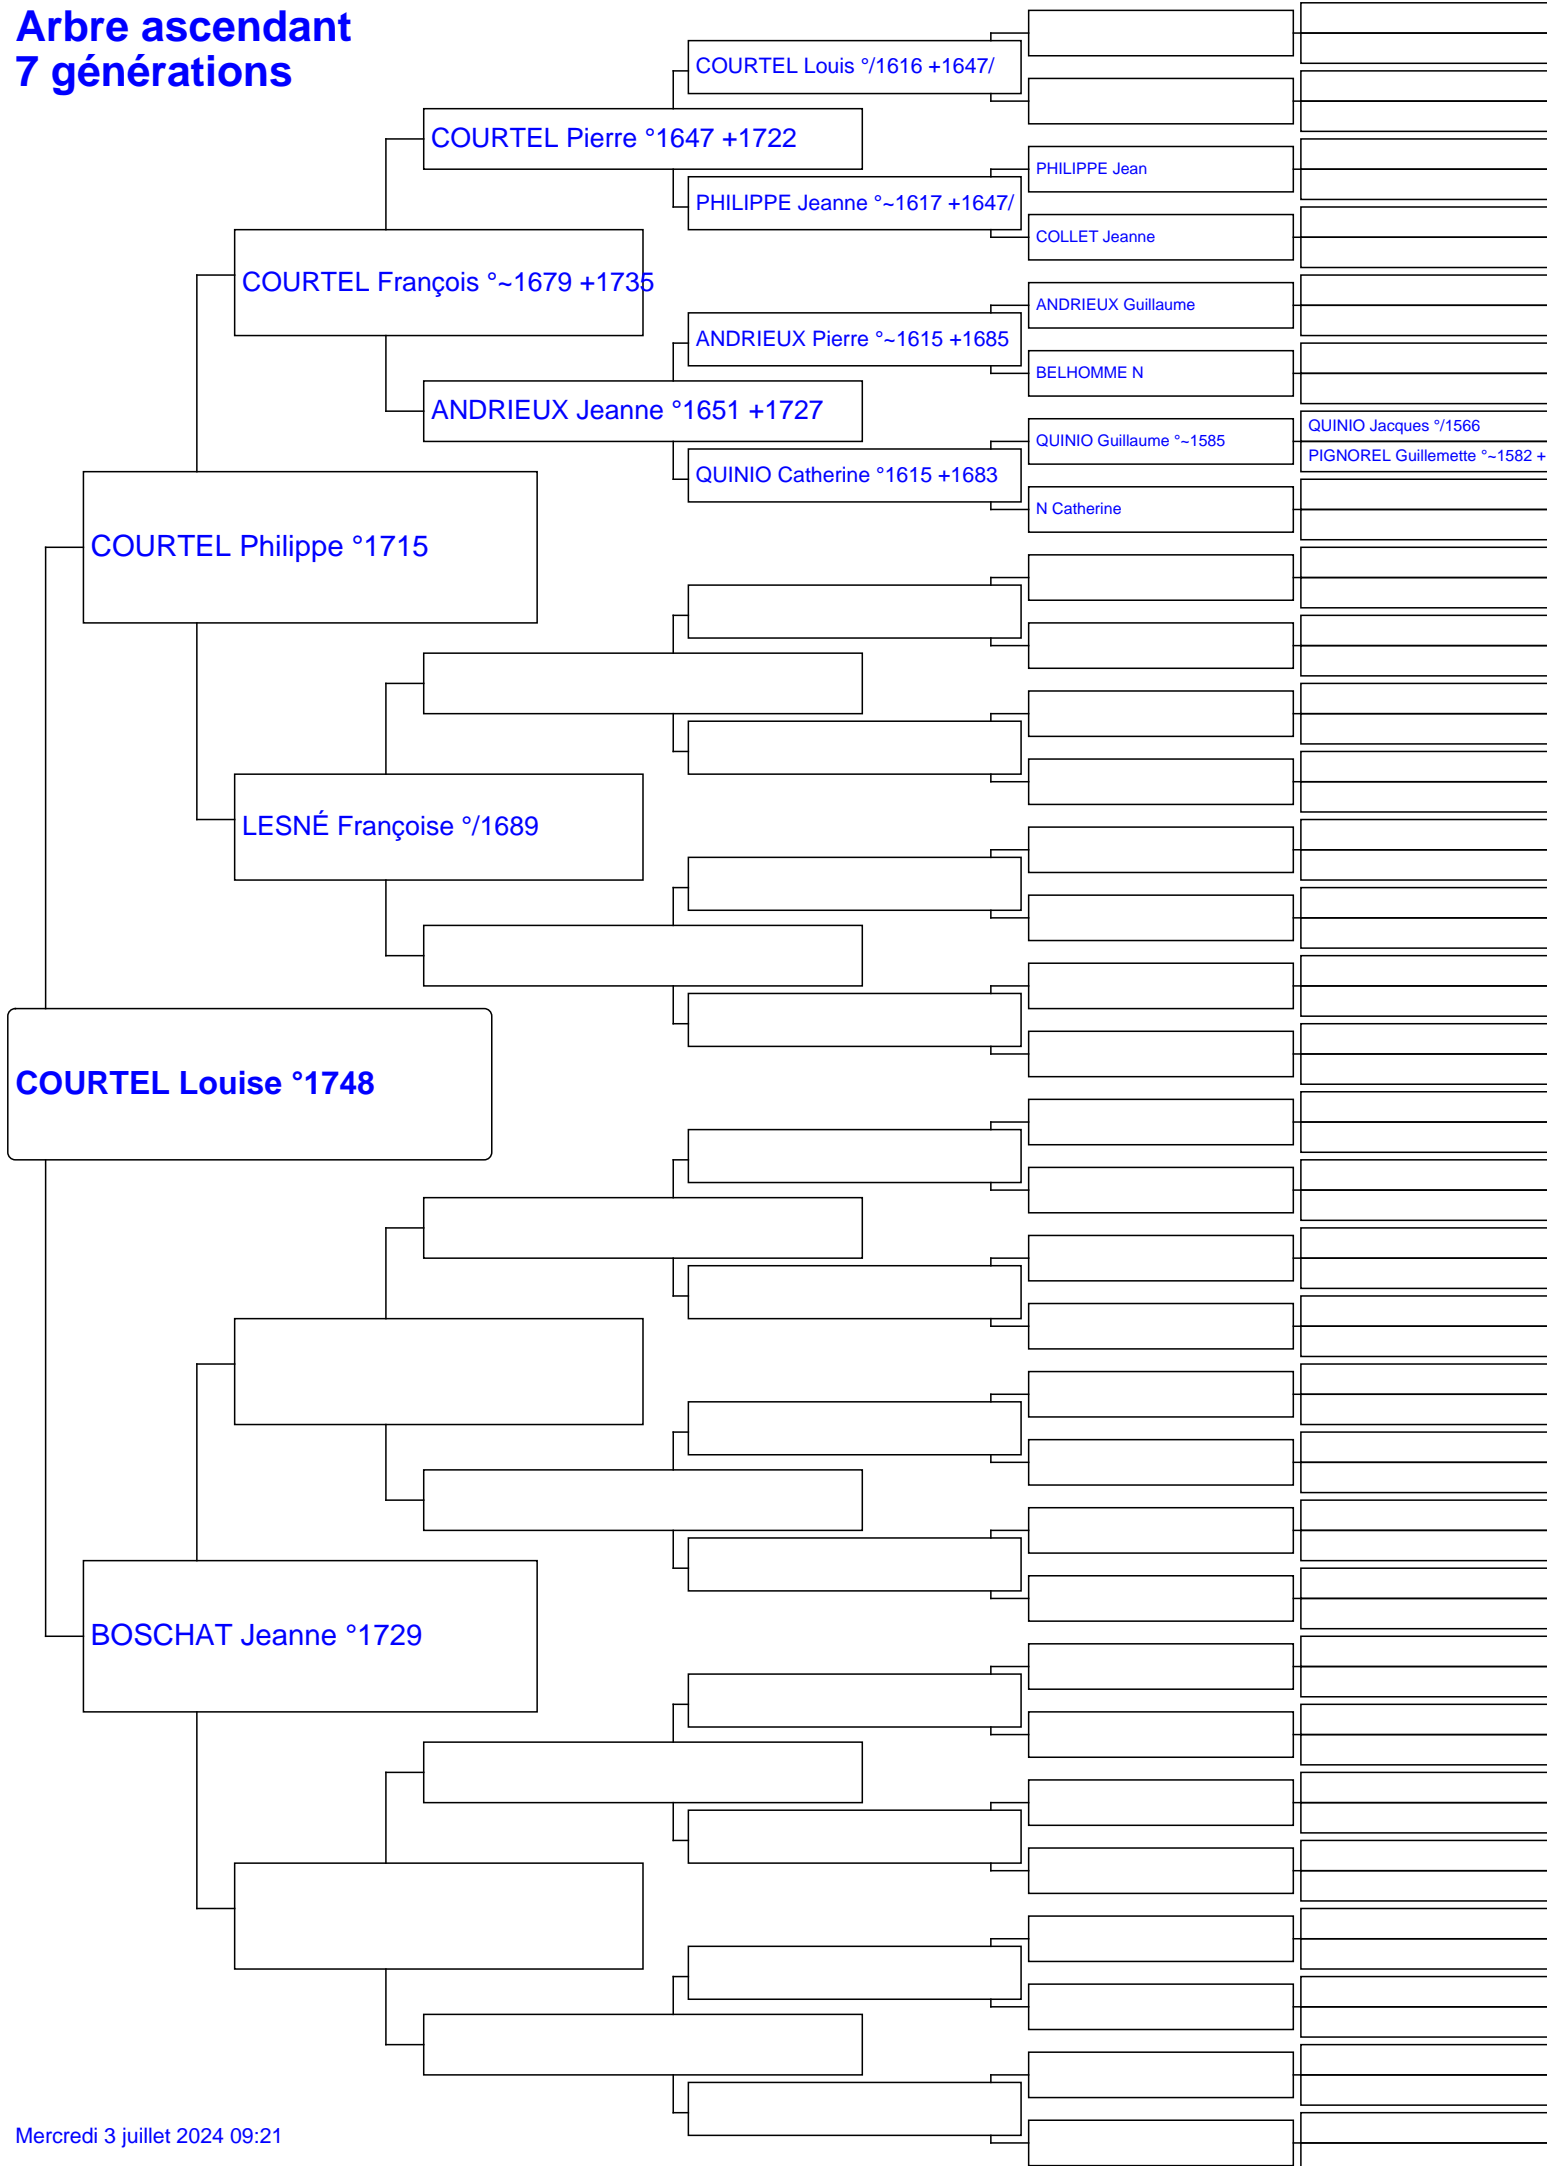 Arbre ascendant
7 générations
COURTEL Louis °/1616 +1647/
COURTEL Pierre °1647 +1722
PHILIPPE Jean
PHILIPPE Jeanne °~1617 +1647/
COLLET Jeanne
COURTEL François °~1679 +1735
ANDRIEUX Guillaume
ANDRIEUX Pierre °~1615 +1685
BELHOMME N
ANDRIEUX Jeanne °1651 +1727
QUINIO Jacques °/1566
QUINIO Guillaume °~1585
PIGNOREL Guillemette °~1582 +
QUINIO Catherine °1615 +1683
N Catherine
COURTEL Philippe °1715
LESNÉ Françoise °/1689
COURTEL Louise °1748
BOSCHAT Jeanne °1729
Mercredi 3 juillet 2024 09:21